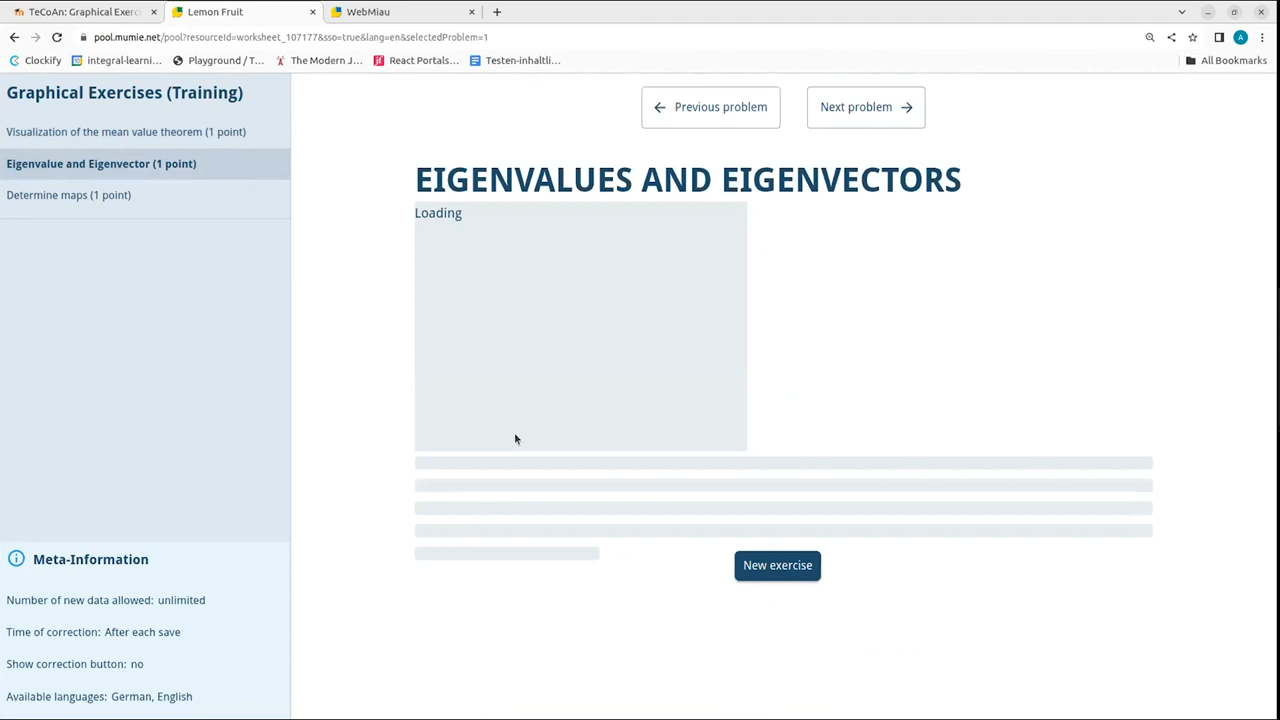 TeCoAn: Graphical Exerci
Lemon Fruit
WebMiau
pool.mumie.net/pool?resourceId=worksheet_107177&sso=true&lang=en&selectedProblem=1
A
Clockify
integral-learni...
Playground / T...
The Modern J...
React Portals...
Testen-inhaltli...
All Bookmarks
Graphical Exercises (Training)
Visualization of the mean value theorem (1 point)
Eigenvalue and Eigenvector (1 point)
Determine maps (1 point)
Previous problem
Next problem
EIGENVALUES AND EIGENVECTORS
Loading
New exercise
Meta-Information
Number of new data allowed: unlimited
Time of correction: After each save
Show correction button: no
Available languages: German, English